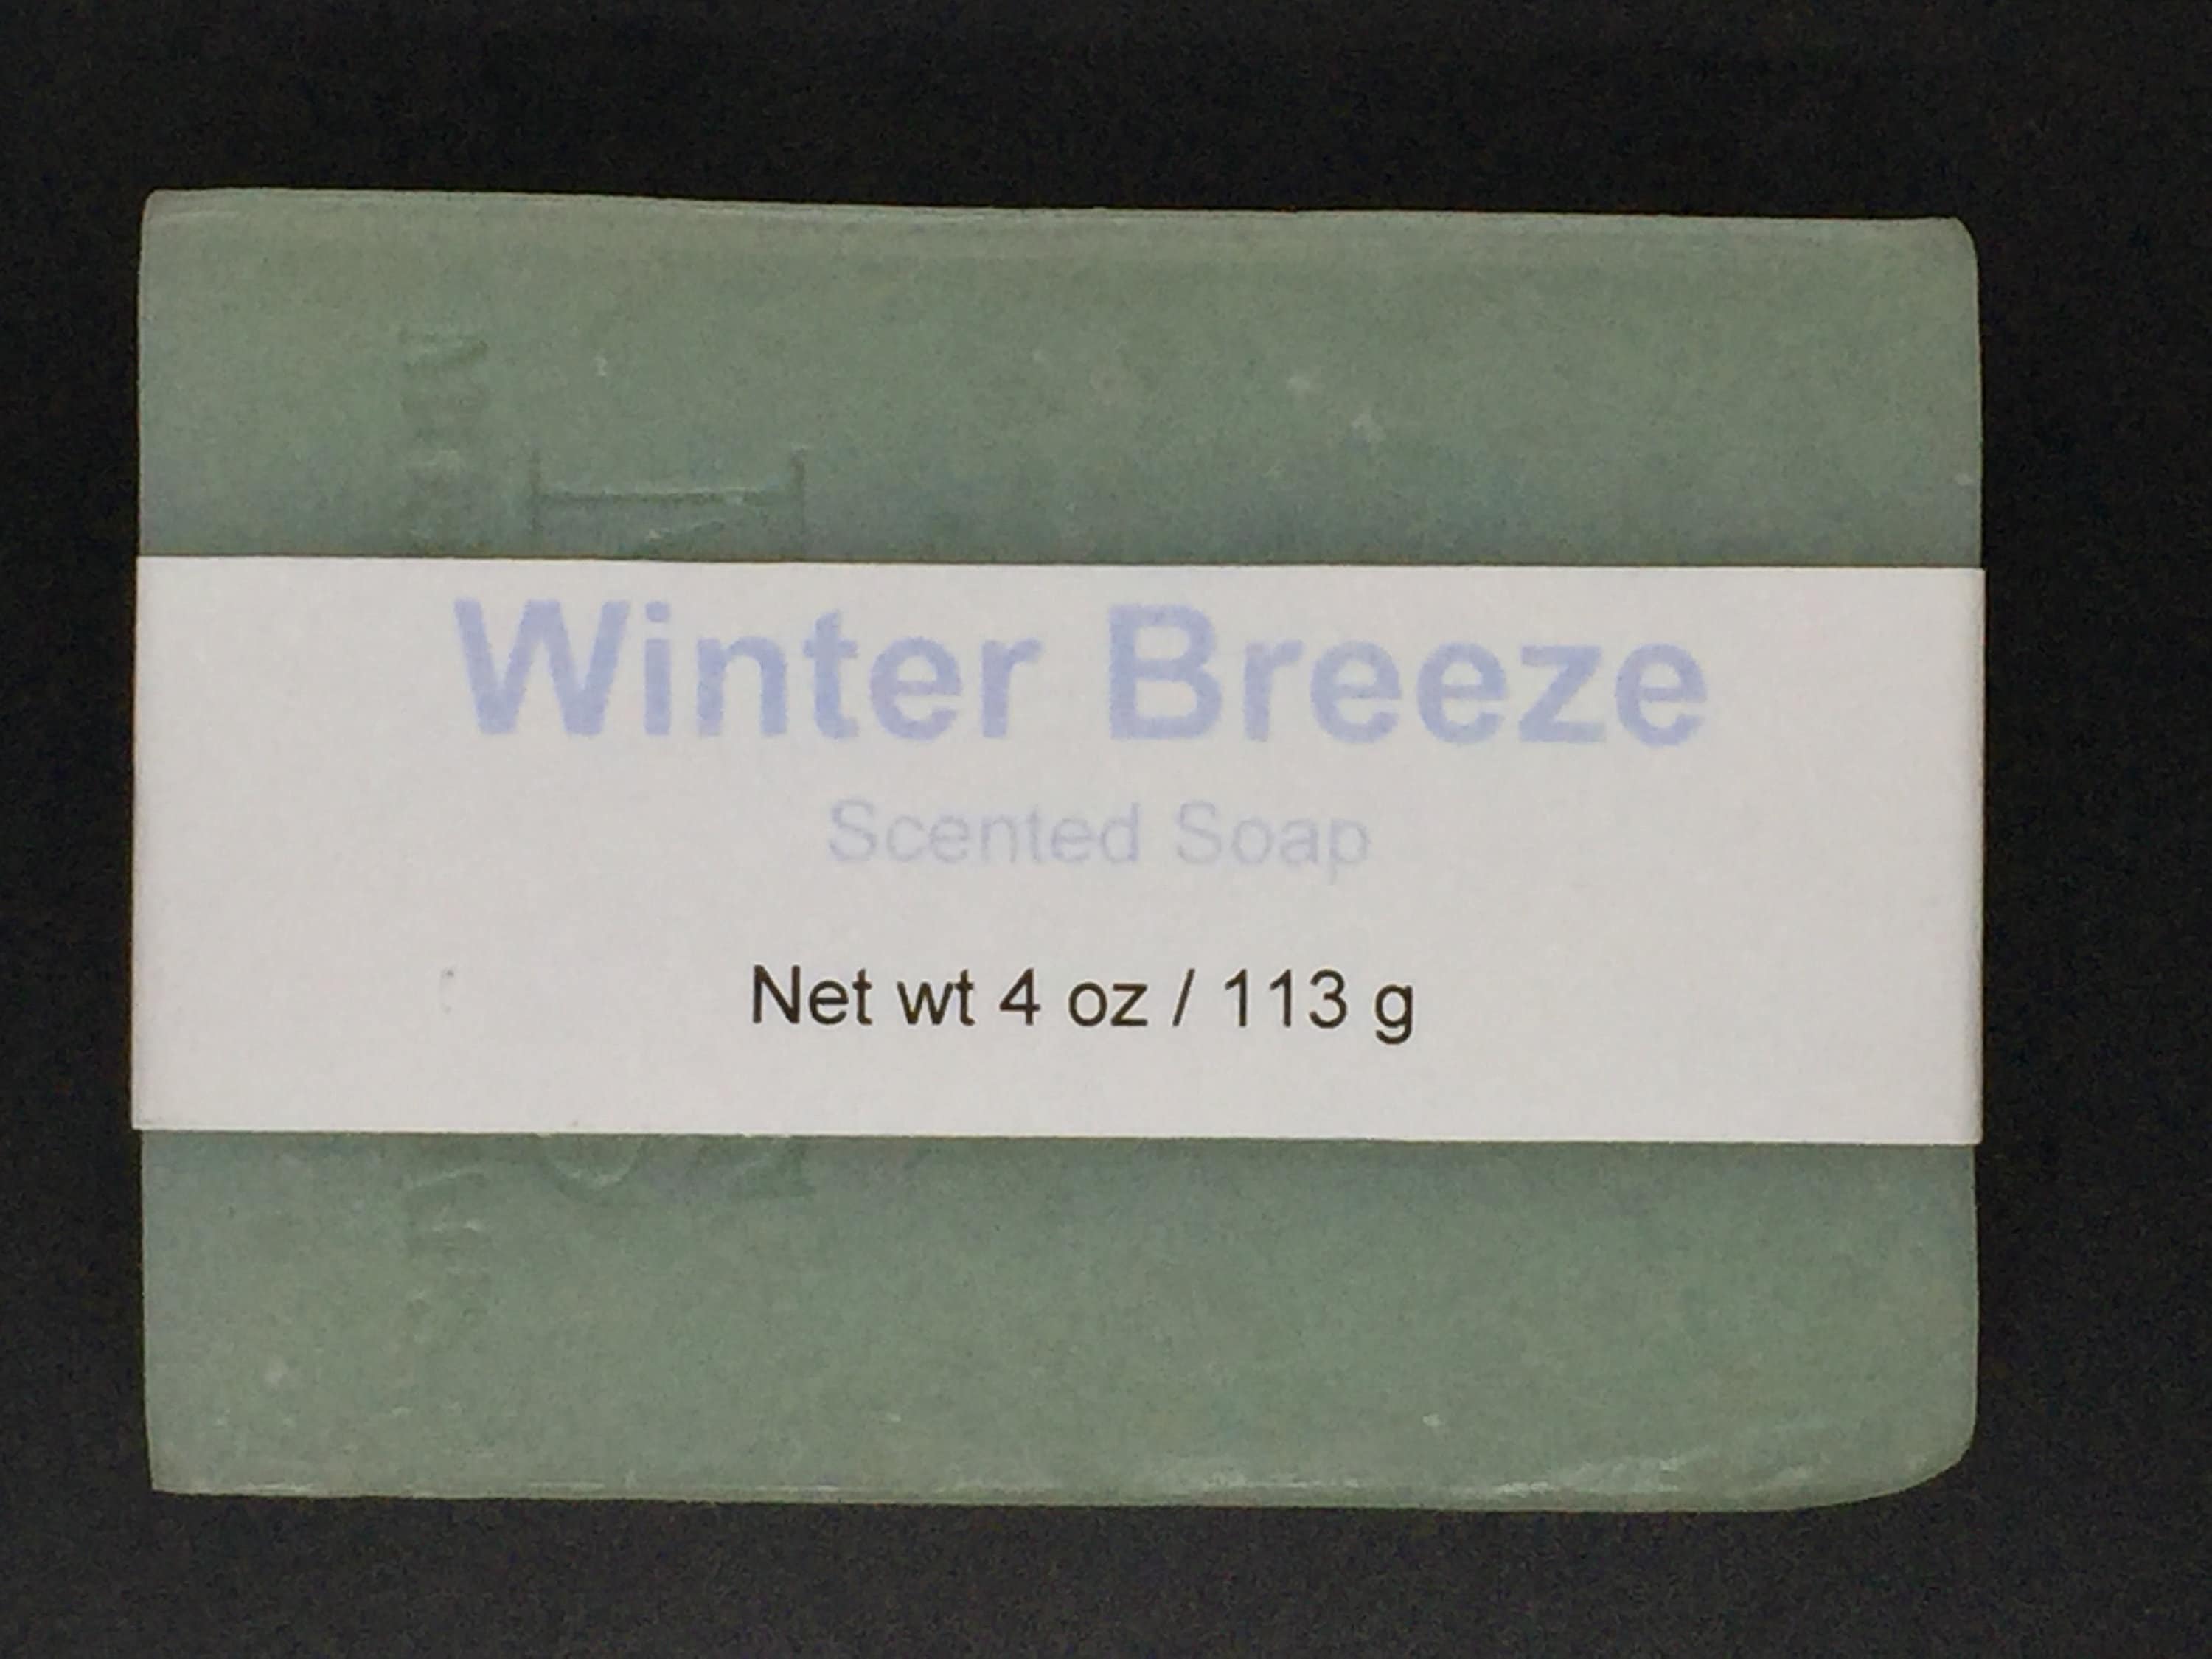 Winter Breeze
Scented Soap
Net wt 4 oz / 113 g